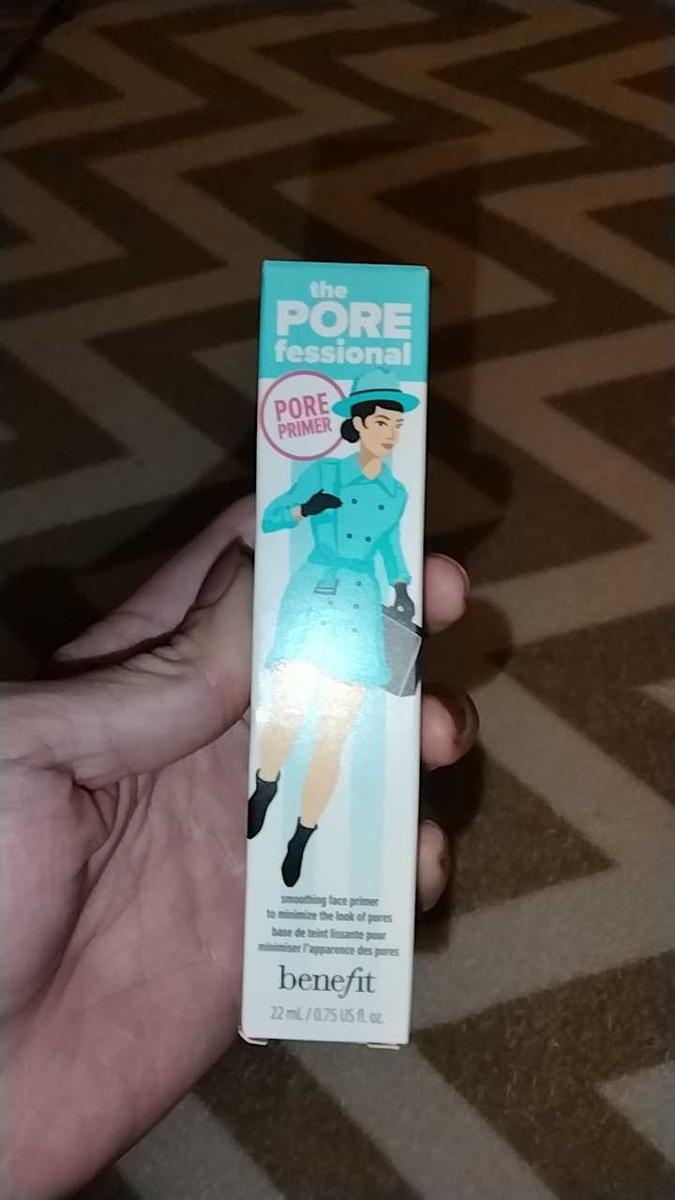 the
PORE
fessional
PORE
PRIMER
smoothing face primer
to minimize the look of pores
base de teint lissante pour
minimiser l'apparence des pores
benefit
22 mL / 0.75 US fl. oz.